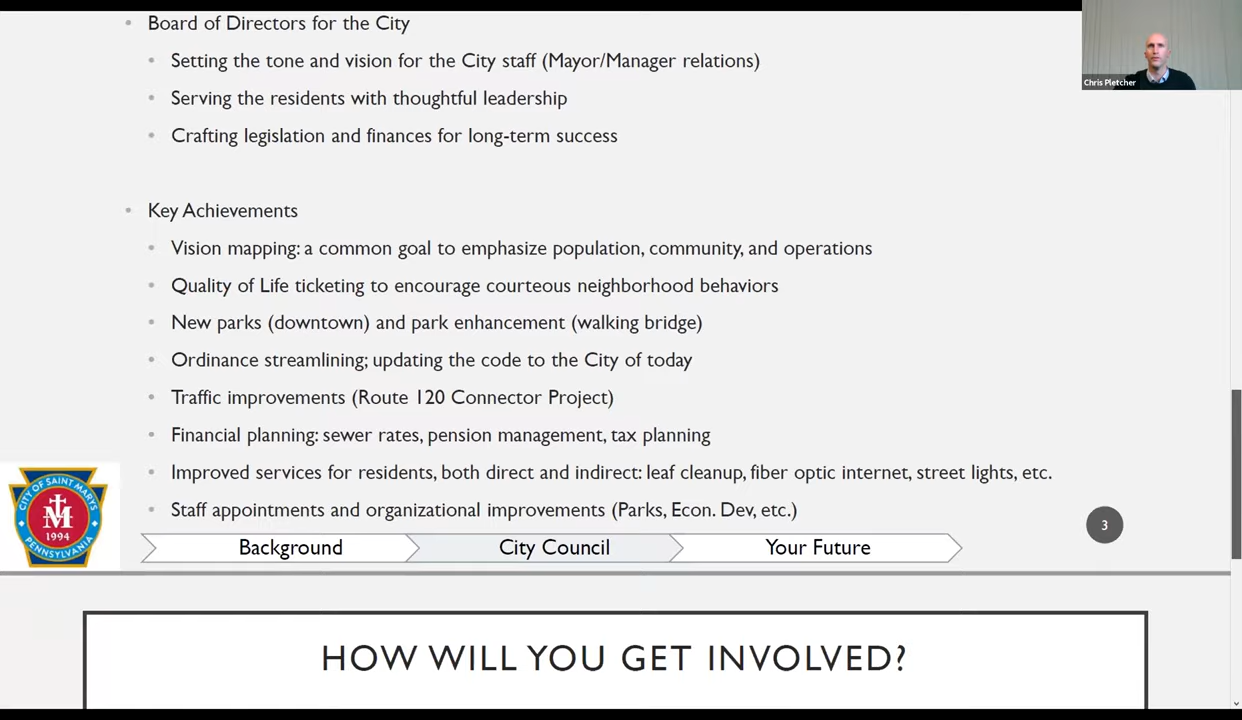 Board of Directors for the City
Setting the tone and vision for the City staff (Mayor/Manager relations)
Serving the residents with thoughtful leadership
Crafting legislation and finances for long-term success
Key Achievements
Vision mapping: a common goal to emphasize population, community, and operations
Quality of Life ticketing to encourage courteous neighborhood behaviors
New parks (downtown) and park enhancement (walking bridge)
Ordinance streamlining; updating the code to the City of today
Traffic improvements (Route 120 Connector Project)
Financial planning: sewer rates, pension management, tax planning
Improved services for residents, both direct and indirect: leaf cleanup, fiber optic internet, street lights, etc.
Staff appointments and organizational improvements (Parks, Econ. Dev, etc.)
Background
City Council
Your Future
3
CITY OF SAINT MARYS
M
1994
PENNSYLVANIA
HOW WILL YOU GET INVOLVED?
Chris Pletcher